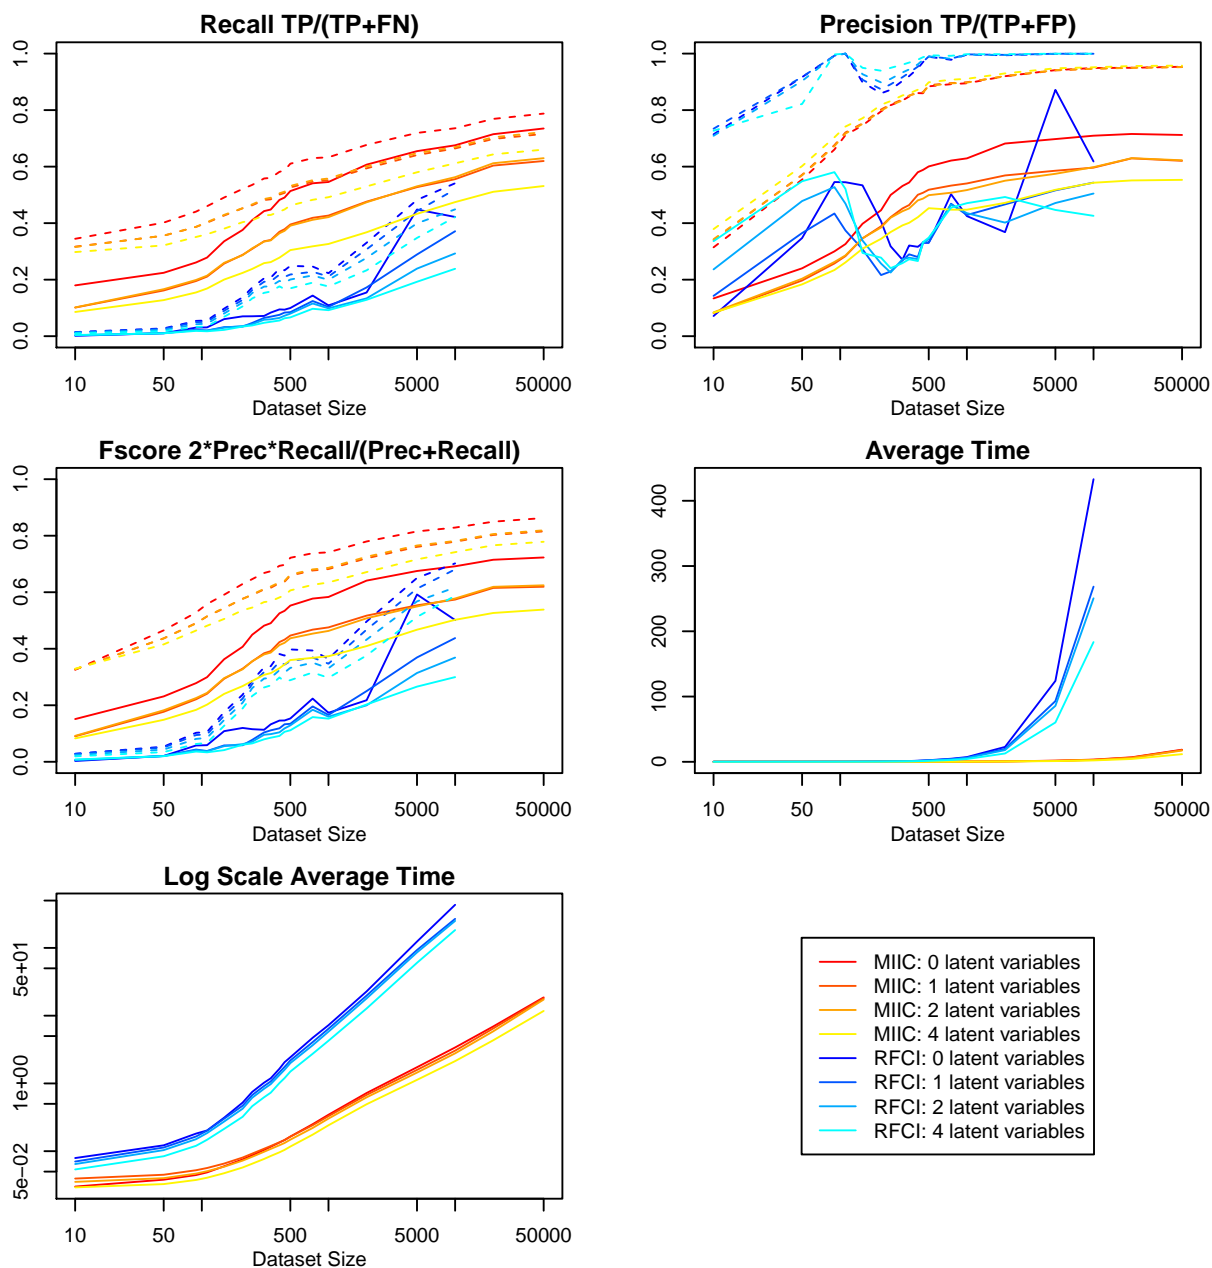 Recall TP/(TP+FN)
0.0 0.2 0.4 0.6 0.8 1.0
10 50 500 5000 50000
Dataset Size
Precision TP/(TP+FP)
0.0 0.2 0.4 0.6 0.8 1.0
10 50 500 5000 50000
Dataset Size
Fscore 2*Prec*Recall/(Prec+Recall)
0.0 0.2 0.4 0.6 0.8 1.0
10 50 500 5000 50000
Dataset Size
Average Time
0 100 200 300 400
10 50 500 5000 50000
Dataset Size
Log Scale Average Time
5e−02 1e+00 5e+01
10 50 500 5000 50000
Dataset Size
MIIC: 0 latent variables
MIIC: 1 latent variables
MIIC: 2 latent variables
MIIC: 4 latent variables
RFCI: 0 latent variables
RFCI: 1 latent variables
RFCI: 2 latent variables
RFCI: 4 latent variables